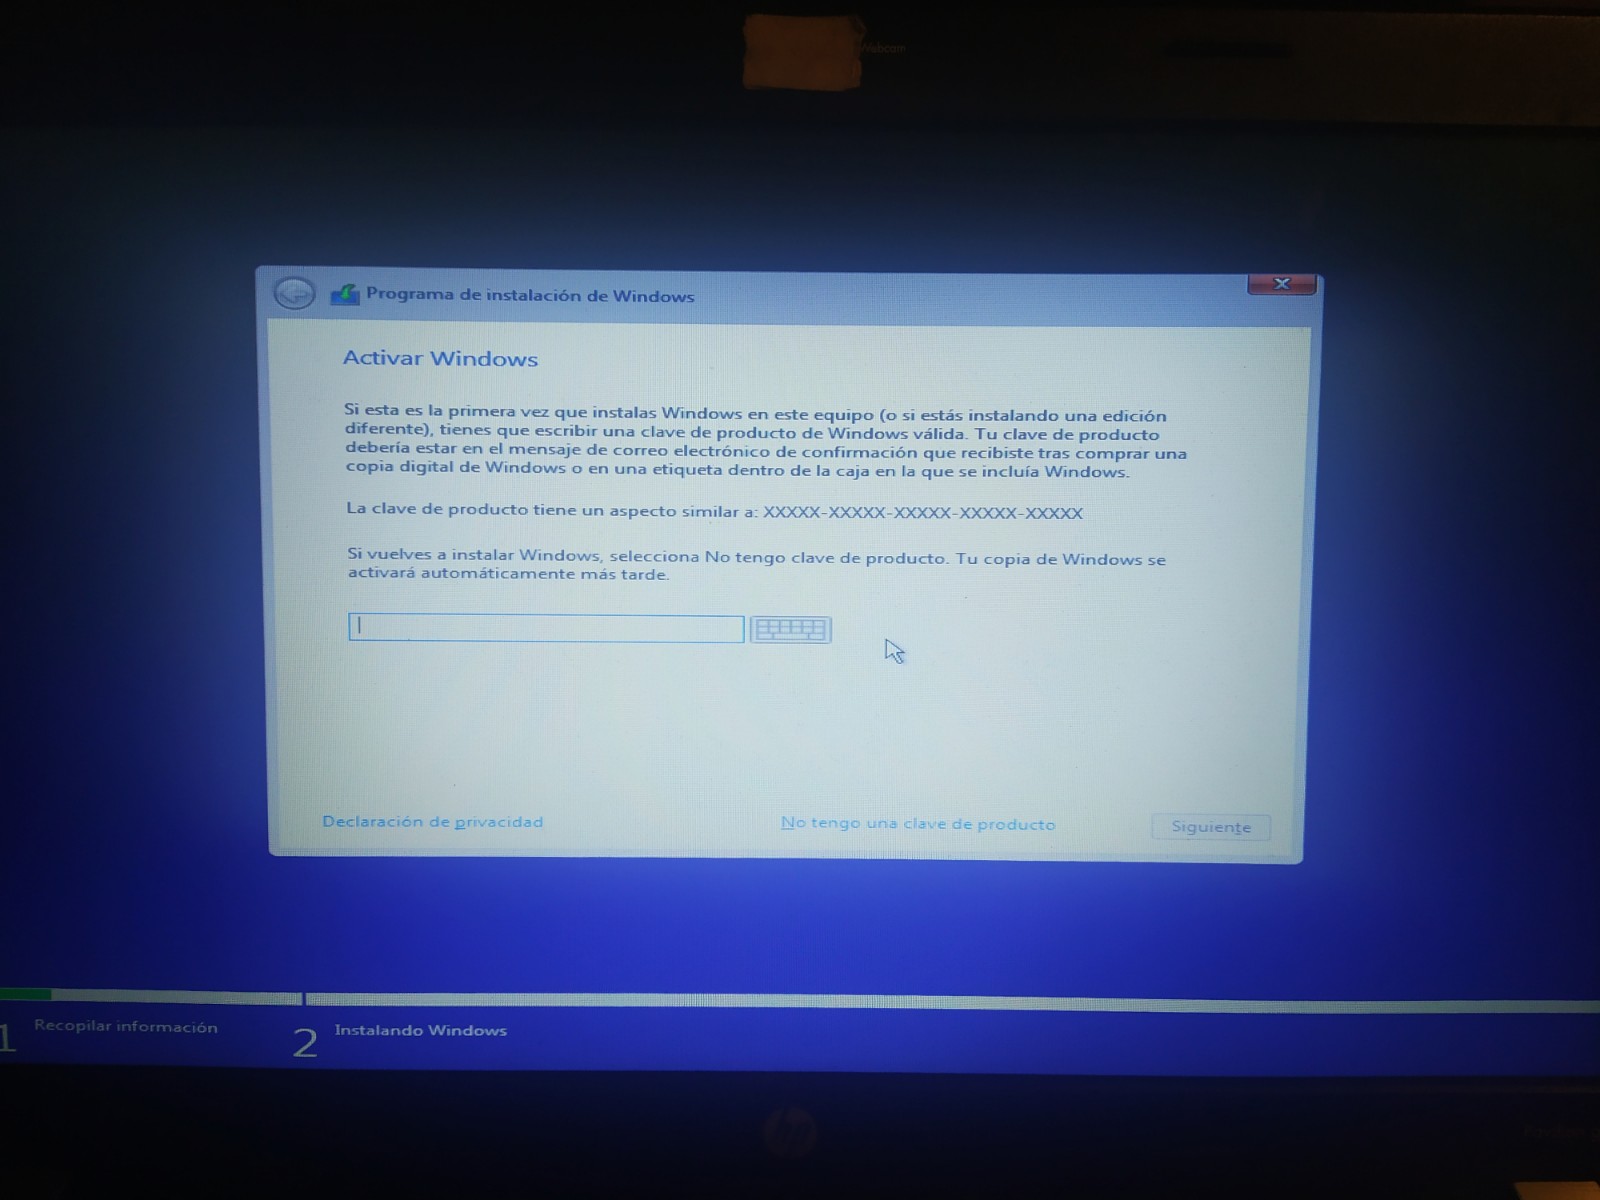 Webcam
Programa de instalación de Windows
Activar Windows
Si esta es la primera vez que instalas Windows en este equipo (o si estás instalando una edición
diferente), tienes que escribir una clave de producto de Windows válida. Tu clave de producto
debería estar en el mensaje de correo electrónico de confirmación que recibiste tras comprar una
copia digital de Windows o en una etiqueta dentro de la caja en la que se incluía Windows.
La clave de producto tiene un aspecto similar a: XXXXX-XXXXX-XXXXX-XXXXX-XXXXX
Si vuelves a instalar Windows, selecciona No tengo clave de producto. Tu copia de Windows se
activará automáticamente más tarde.
Declaración de privacidad
No tengo una clave de producto
Siguiente
1 Recopilar información
2 Instalando Windows
hp